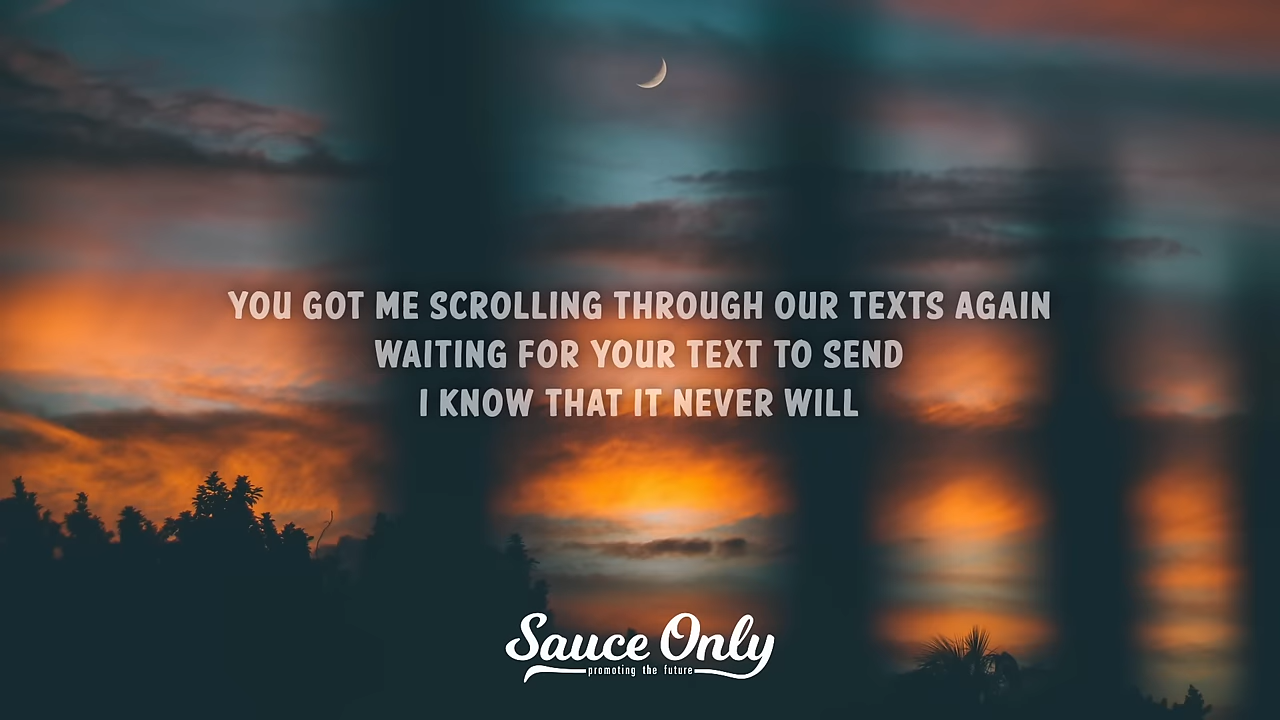 YOU GOT ME SCROLLING THROUGH OUR TEXTS AGAIN
WAITING FOR YOUR TEXT TO SEND
I KNOW THAT IT NEVER WILL
Sauce Only
promoting the future